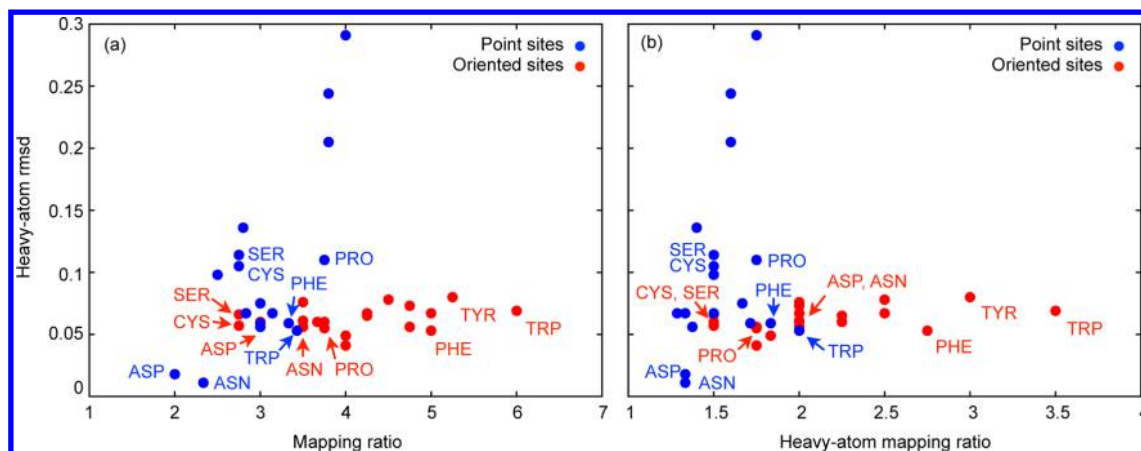 (a)
Point sites
Oriented sites
0.3
0.25
0.2
0.15
0.1
0.05
0
Heavy-atom rmsd
SER
CYS
PRO
PHE
SER
CYS
ASP
TRP
ASN
PRO
TYR
PHE
TRP
ASP
ASN
1 2 3 4 5 6 7
Mapping ratio
(b)
Point sites
Oriented sites
SER
CYS
PRO
PHE
ASP, ASN
CYS, SER
PRO
TRP
TYR
PHE
TRP
ASP
ASN
1 1.5 2 2.5 3 3.5 4
Heavy-atom mapping ratio